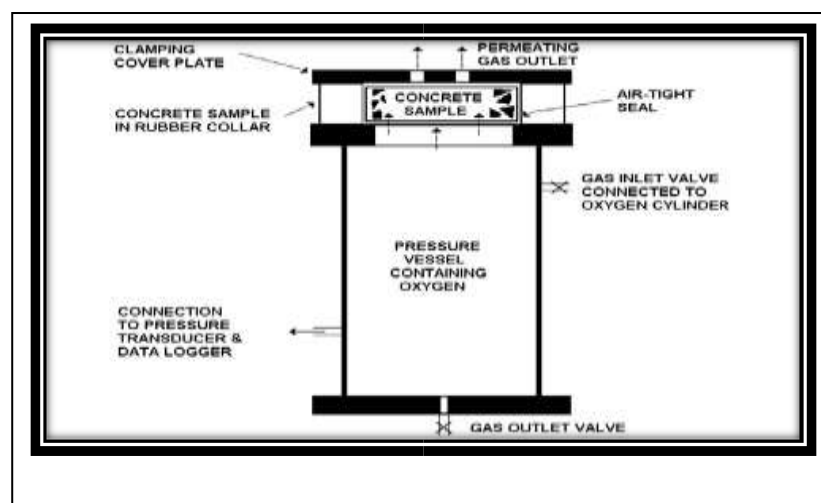 CLAMPING
COVER PLATE
PERMEATING
GAS OUTLET
CONCRETE
SAMPLE
AIR-TIGHT
SEAL
CONCRETE SAMPLE
IN RUBBER COLLAR
GAS INLET VALVE
CONNECTED TO
OXYGEN CYLINDER
PRESSURE
VESSEL
CONTAINING
OXYGEN
CONNECTION
TO PRESSURE
TRANSDUCER &
DATA LOGGER
GAS OUTLET VALVE